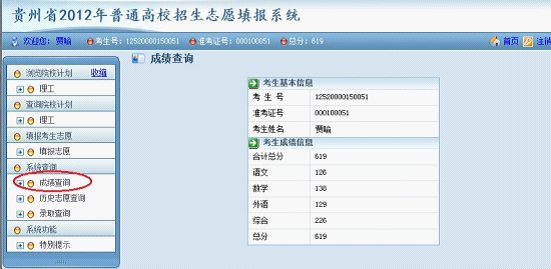 贵州省2012年普通高校招生志愿填报系统
欢迎您: 贾喻 考生号: 12520000150051 准考证号: 000100051 总分: 619 首页 注销
浏览院校计划 收缩
理工
查询院校计划
理工
填报考生志愿
填报志愿
系统查询
成绩查询
历史志愿查询
录取查询
系统功能
特别提示
成绩查询
考生基本信息
考 生 号 12520000150051
准考证号 000100051
考生姓名 贾喻
考生成绩信息
合计总分 619
语文 126
数学 138
外语 129
综合 226
总分 619